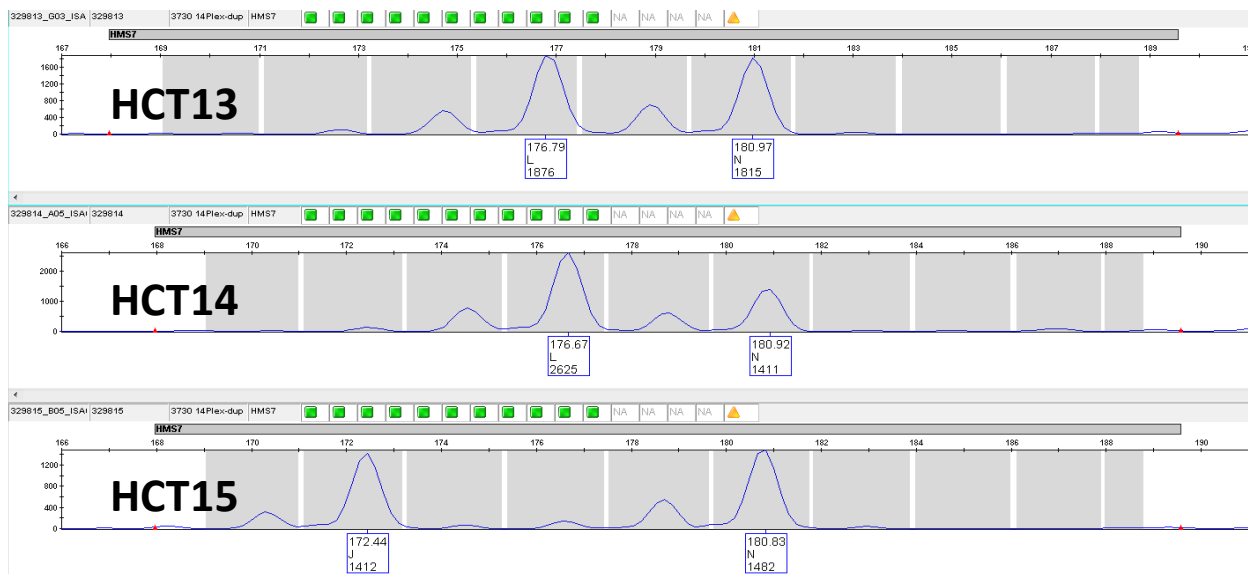 329813_G03_ISA 329813 3730 14Plex-dup HMS7 NA NA NA NA
HMS7
167 169 171 173 175 177 179 181 183 185 187 189
1600
1200
800
400
0
HCT13
176.79
L
1876
180.97
N
1815
329814_A05_ISA 329814 3730 14Plex-dup HMS7 NA NA NA NA
HMS7
166 168 170 172 174 176 178 180 182 184 186 188 190
2000
1000
0
HCT14
176.67
L
2625
180.92
N
1411
329815_B05_ISA 329815 3730 14Plex-dup HMS7 NA NA NA NA
HMS7
166 168 170 172 174 176 178 180 182 184 186 188 190
1200
800
400
0
HCT15
172.44
J
1412
180.83
N
1482